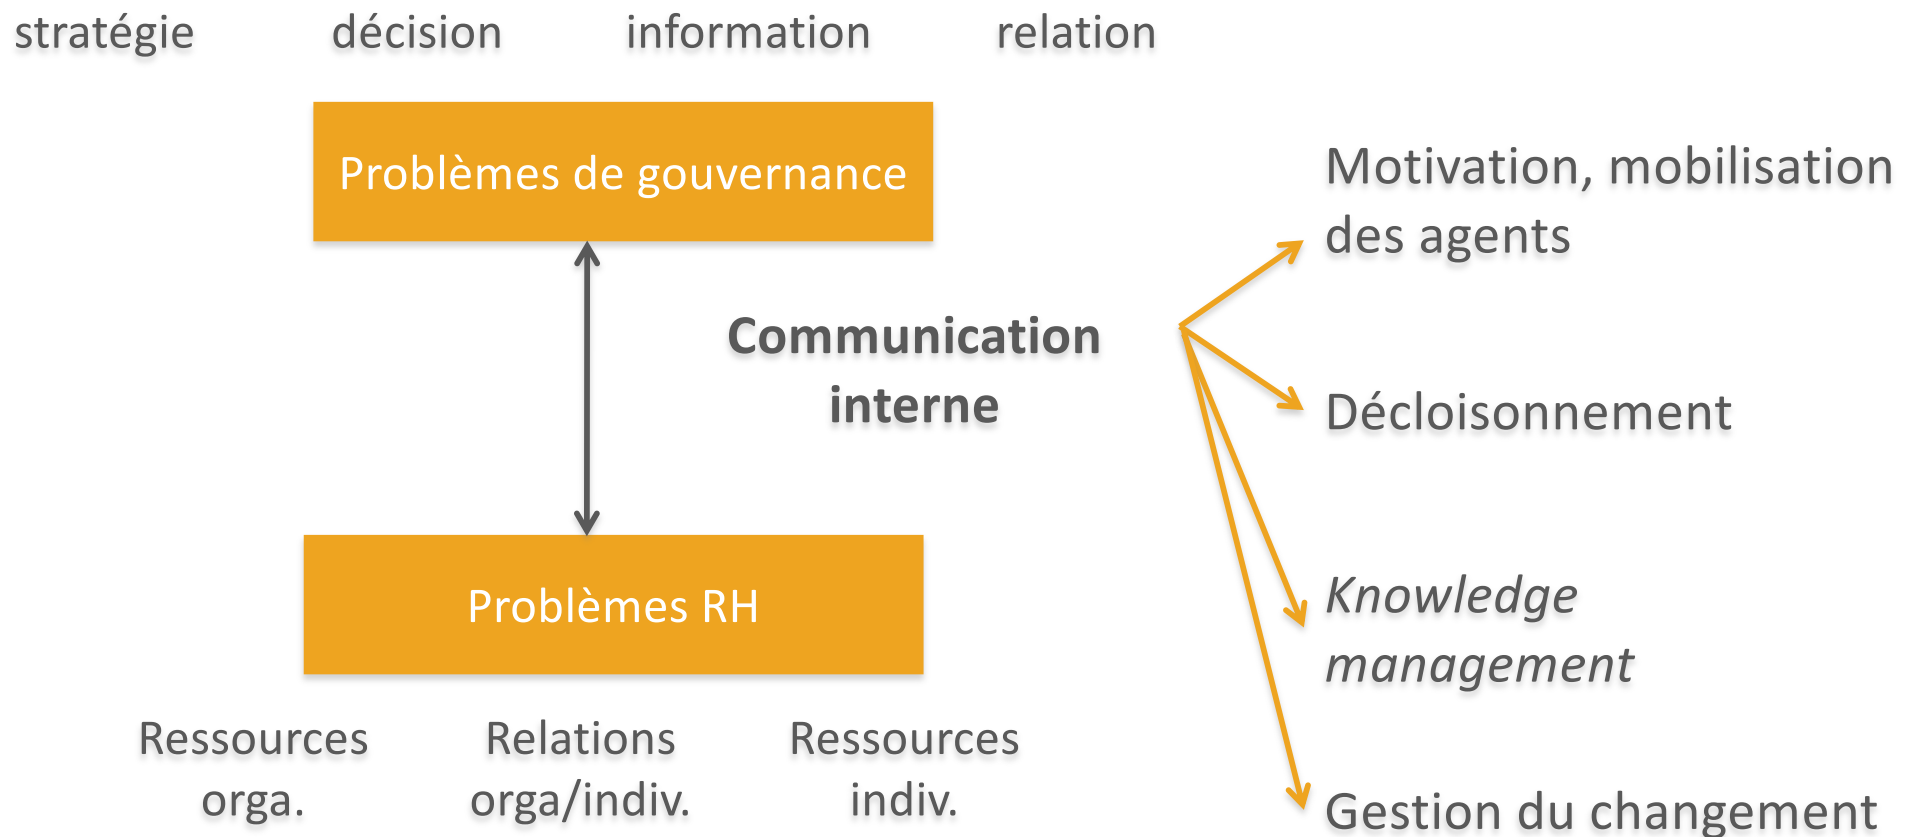 stratégie décision information relation
Problèmes de gouvernance
Motivation, mobilisation
des agents
Communication
interne
Décloisonnement
Problèmes RH
Knowledge
management
Ressources
orga.
Relations
orga/indiv.
Ressources
indiv.
Gestion du changement